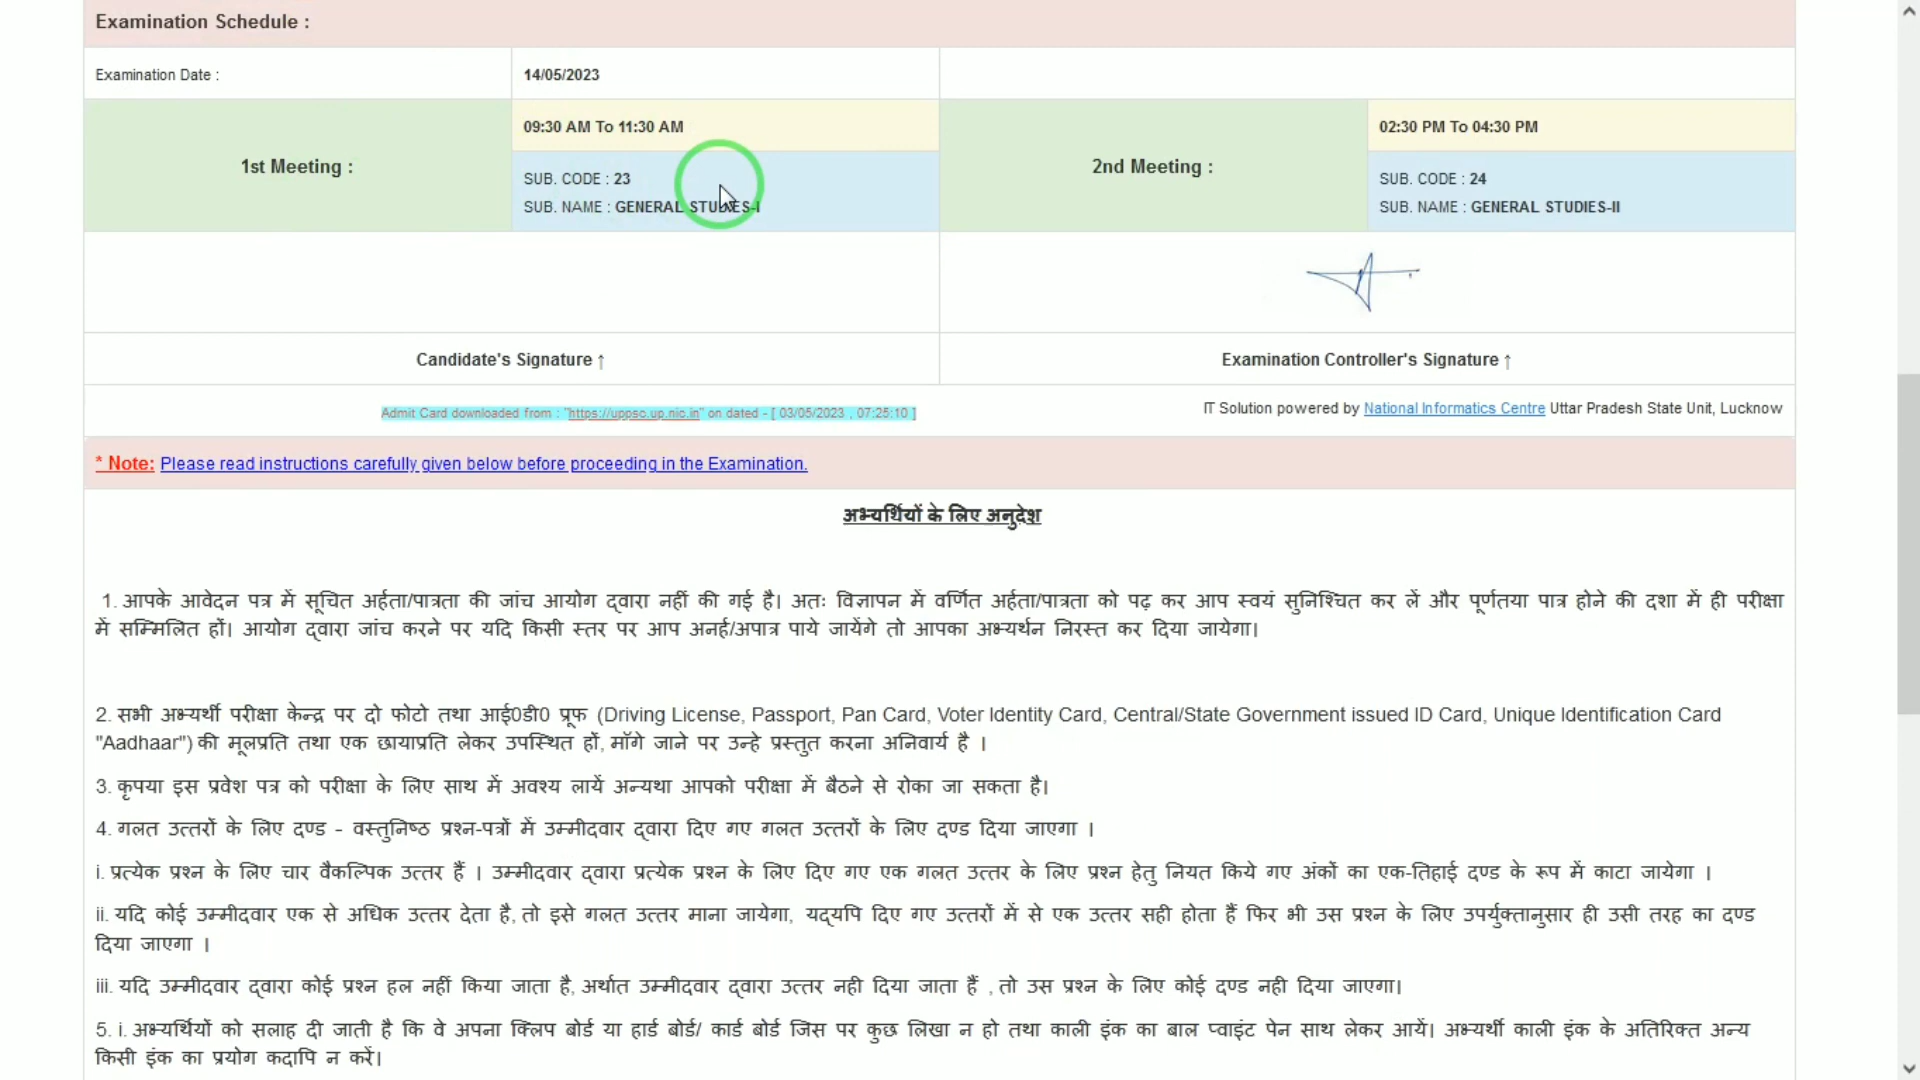 Examination Schedule :
Examination Date : 14/05/2023
1st Meeting :
09:30 AM To 11:30 AM
SUB. CODE : 23
SUB. NAME : GENERAL STUDIES-I
2nd Meeting :
02:30 PM To 04:30 PM
SUB. CODE : 24
SUB. NAME : GENERAL STUDIES-II
Candidate's Signature ↑
Examination Controller's Signature ↑
Admit Card downloaded from : "https://uppsc.up.nic.in" on dated - [ 03/05/2023 , 07:25:10 ]
IT Solution powered by National Informatics Centre Uttar Pradesh State Unit, Lucknow
* Note: Please read instructions carefully given below before proceeding in the Examination.
अभ्यर्थियों के लिए अनुदेश
1. आपके आवेदन पत्र में सूचित अर्हता/पात्रता की जांच आयोग द्वारा नहीं की गई है। अतः विज्ञापन में वर्णित अर्हता/पात्रता को पढ़ कर आप स्वयं सुनिश्चित कर लें और पूर्णतया पात्र होने की दशा में ही परीक्षा
में सम्मिलित हों। आयोग द्वारा जांच करने पर यदि किसी स्तर पर आप अनर्ह/अपात्र पाये जायेंगे तो आपका अभ्यर्थन निरस्त कर दिया जायेगा।
2. सभी अभ्यर्थी परीक्षा केन्द्र पर दो फोटो तथा आई0डी0 प्रूफ (Driving License, Passport, Pan Card, Voter Identity Card, Central/State Government issued ID Card, Unique Identification Card
"Aadhaar") की मूलप्रति तथा एक छायाप्रति लेकर उपस्थित हों, माँगे जाने पर उन्हे प्रस्तुत करना अनिवार्य है ।
3. कृपया इस प्रवेश पत्र को परीक्षा के लिए साथ में अवश्य लायें अन्यथा आपको परीक्षा में बैठने से रोका जा सकता है।
4. गलत उत्तरों के लिए दण्ड - वस्तुनिष्ठ प्रश्न-पत्रों में उम्मीदवार द्वारा दिए गए गलत उत्तरों के लिए दण्ड दिया जाएगा ।
i. प्रत्येक प्रश्न के लिए चार वैकल्पिक उत्तर हैं । उम्मीदवार द्वारा प्रत्येक प्रश्न के लिए दिए गए एक गलत उत्तर के लिए प्रश्न हेतु नियत किये गए अंकों का एक-तिहाई दण्ड के रूप में काटा जायेगा ।
ii. यदि कोई उम्मीदवार एक से अधिक उत्तर देता है, तो इसे गलत उत्तर माना जायेगा, यद्यपि दिए गए उत्तरों में से एक उत्तर सही होता हैं फिर भी उस प्रश्न के लिए उपर्युक्तानुसार ही उसी तरह का दण्ड
दिया जाएगा ।
iii. यदि उम्मीदवार द्वारा कोई प्रश्न हल नहीं किया जाता है, अर्थात उम्मीदवार द्वारा उत्तर नही दिया जाता हैं , तो उस प्रश्न के लिए कोई दण्ड नही दिया जाएगा।
5. i. अभ्यर्थियों को सलाह दी जाती है कि वे अपना क्लिप बोर्ड या हार्ड बोर्ड/ कार्ड बोर्ड जिस पर कुछ लिखा न हो तथा काली इंक का बाल प्वाइंट पेन साथ लेकर आयें। अभ्यर्थी काली इंक के अतिरिक्त अन्य
किसी इंक का प्रयोग कदापि न करें।